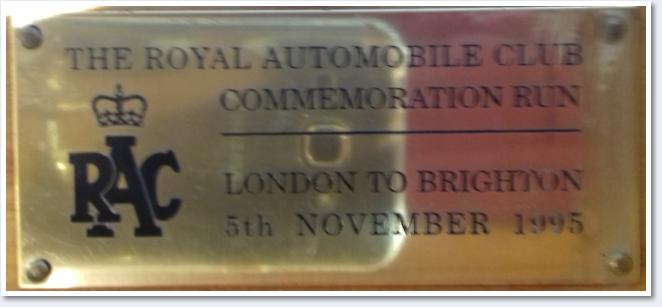 THE ROYAL AUTOMOBILE CLUB
COMMEMORATION RUN
RAC
LONDON TO BRIGHTON
5th NOVEMBER 1995